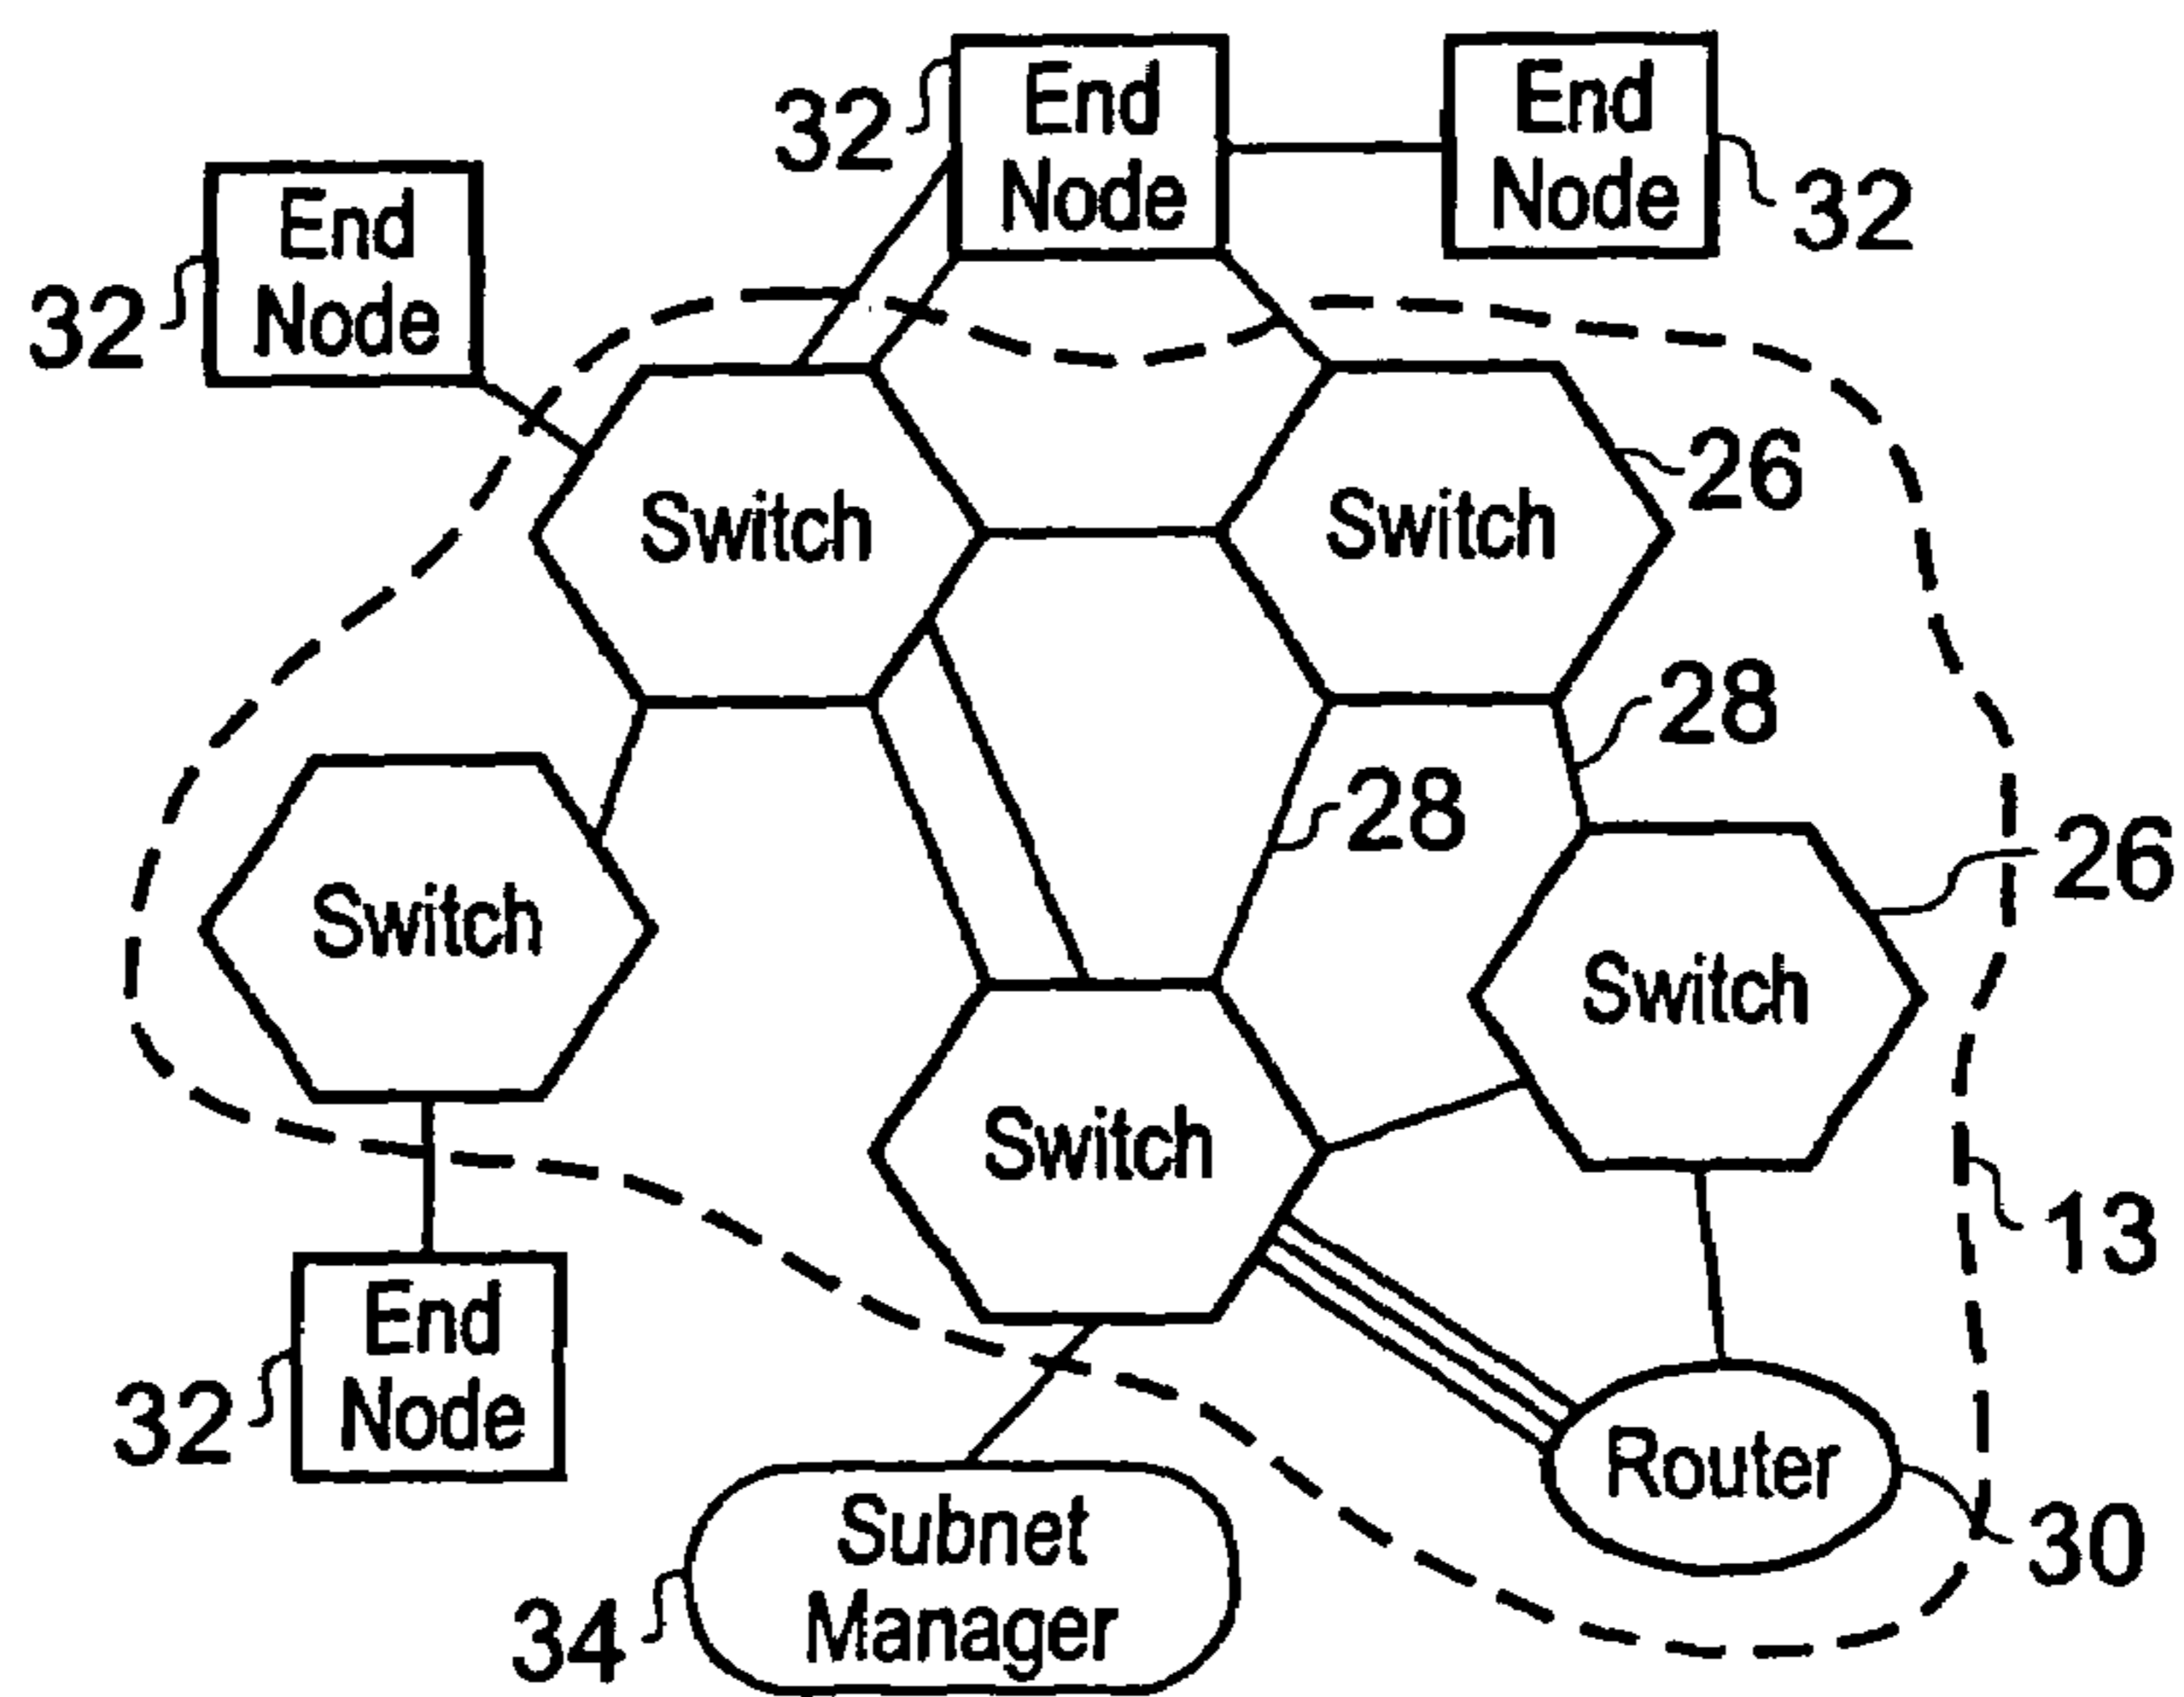 End
Node
32
End
Node
32
End
Node
32
Switch
Switch
26
28
28
Switch
26
Switch
Switch
13
End
Node
32
Router
30
Subnet
Manager
34